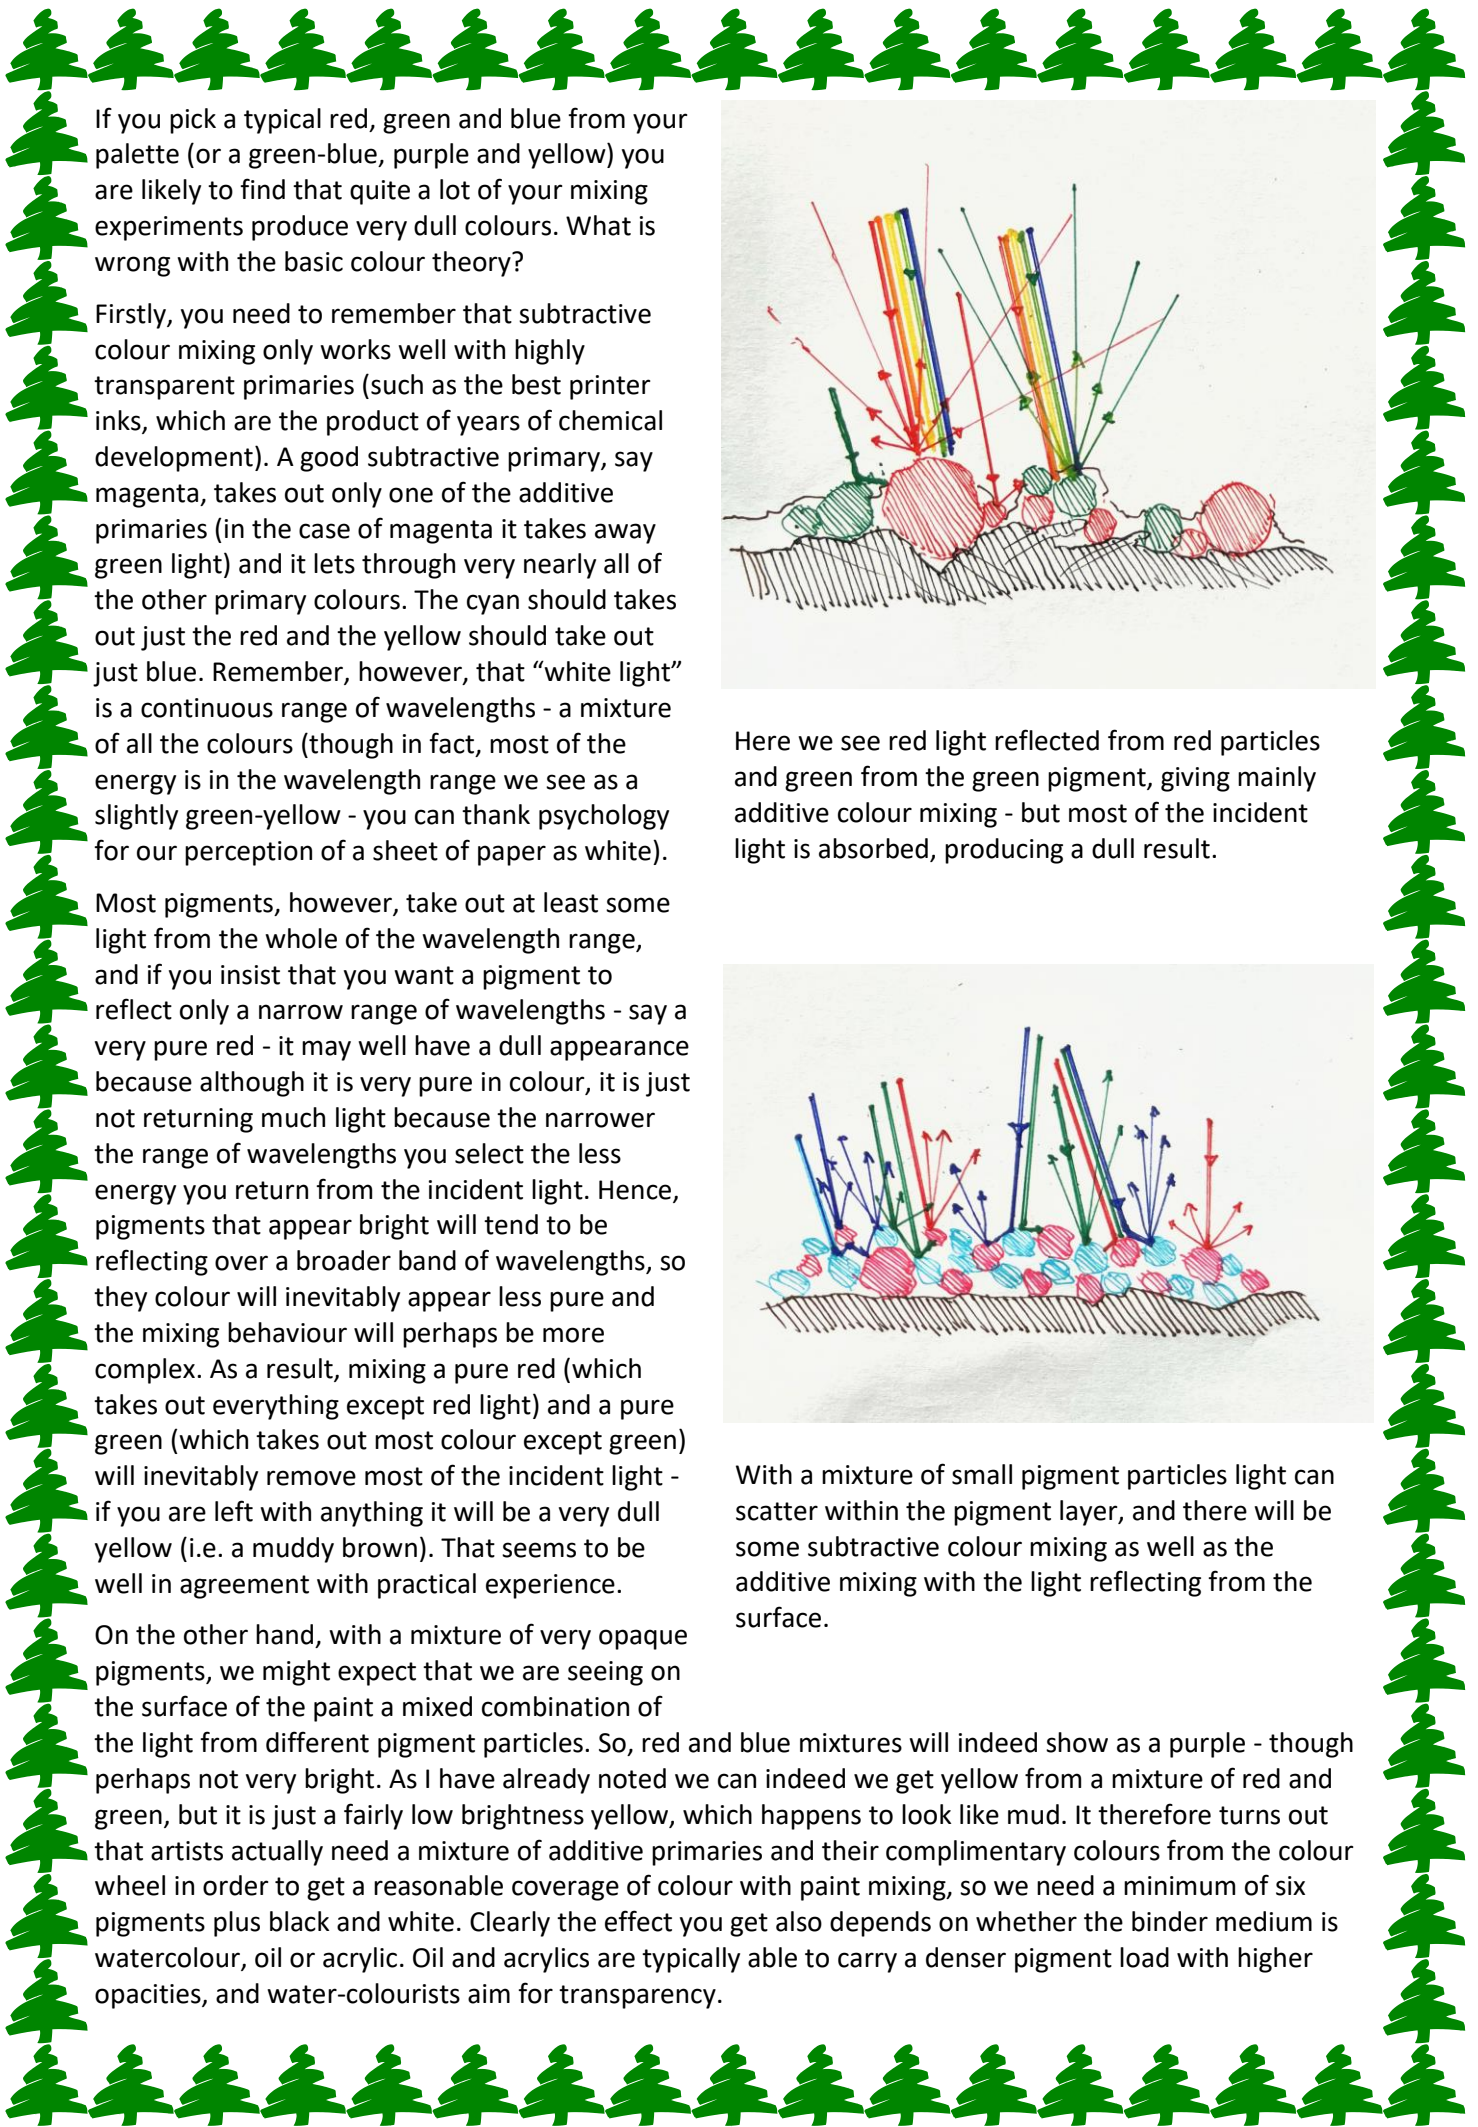 If you pick a typical red, green and blue from your
palette (or a green-blue, purple and yellow) you
are likely to find that quite a lot of your mixing
experiments produce very dull colours. What is
wrong with the basic colour theory?
Firstly, you need to remember that subtractive
colour mixing only works well with highly
transparent primaries (such as the best printer
inks, which are the product of years of chemical
development). A good subtractive primary, say
magenta, takes out only one of the additive
primaries (in the case of magenta it takes away
green light) and it lets through very nearly all of
the other primary colours. The cyan should takes
out just the red and the yellow should take out
just blue. Remember, however, that “white light”
is a continuous range of wavelengths - a mixture
of all the colours (though in fact, most of the
energy is in the wavelength range we see as a
slightly green-yellow - you can thank psychology
for our perception of a sheet of paper as white).
Most pigments, however, take out at least some
light from the whole of the wavelength range,
and if you insist that you want a pigment to
reflect only a narrow range of wavelengths - say a
very pure red - it may well have a dull appearance
because although it is very pure in colour, it is just
not returning much light because the narrower
the range of wavelengths you select the less
energy you return from the incident light. Hence,
pigments that appear bright will tend to be
reflecting over a broader band of wavelengths, so
they colour will inevitably appear less pure and
the mixing behaviour will perhaps be more
complex. As a result, mixing a pure red (which
takes out everything except red light) and a pure
green (which takes out most colour except green)
will inevitably remove most of the incident light -
if you are left with anything it will be a very dull
yellow (i.e. a muddy brown). That seems to be
well in agreement with practical experience.
On the other hand, with a mixture of very opaque
pigments, we might expect that we are seeing on
the surface of the paint a mixed combination of
the light from different pigment particles. So, red and blue mixtures will indeed show as a purple - though
perhaps not very bright. As I have already noted we can indeed we get yellow from a mixture of red and
green, but it is just a fairly low brightness yellow, which happens to look like mud. It therefore turns out
that artists actually need a mixture of additive primaries and their complimentary colours from the colour
wheel in order to get a reasonable coverage of colour with paint mixing, so we need a minimum of six
pigments plus black and white. Clearly the effect you get also depends on whether the binder medium is
watercolour, oil or acrylic. Oil and acrylics are typically able to carry a denser pigment load with higher
opacities, and water-colourists aim for transparency.
Here we see red light reflected from red particles
and green from the green pigment, giving mainly
additive colour mixing - but most of the incident
light is absorbed, producing a dull result.
With a mixture of small pigment particles light can
scatter within the pigment layer, and there will be
some subtractive colour mixing as well as the
additive mixing with the light reflecting from the
surface.